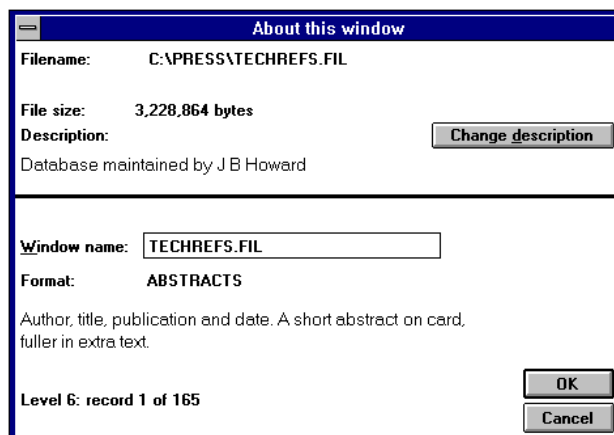 About this window
Filename: C:\PRESS\TECHREFS.FIL
File size: 3,228,864 bytes
Description:
Change description
Database maintained by J B Howard
Window name: TECHREFS.FIL
Format: ABSTRACTS
Author, title, publication and date. A short abstract on card,
fuller in extra text.
Level 6: record 1 of 165
OK
Cancel